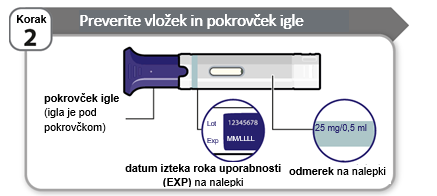 Korak
2
Preverite vložek in pokrovček igle
pokrovček igle
(igla je pod
pokrovčkom)
Lot 12345678
Exp MM/LLLL
25 mg/0,5 ml
datum izteka roka uporabnosti
(EXP) na nalepki
odmerek na nalepki